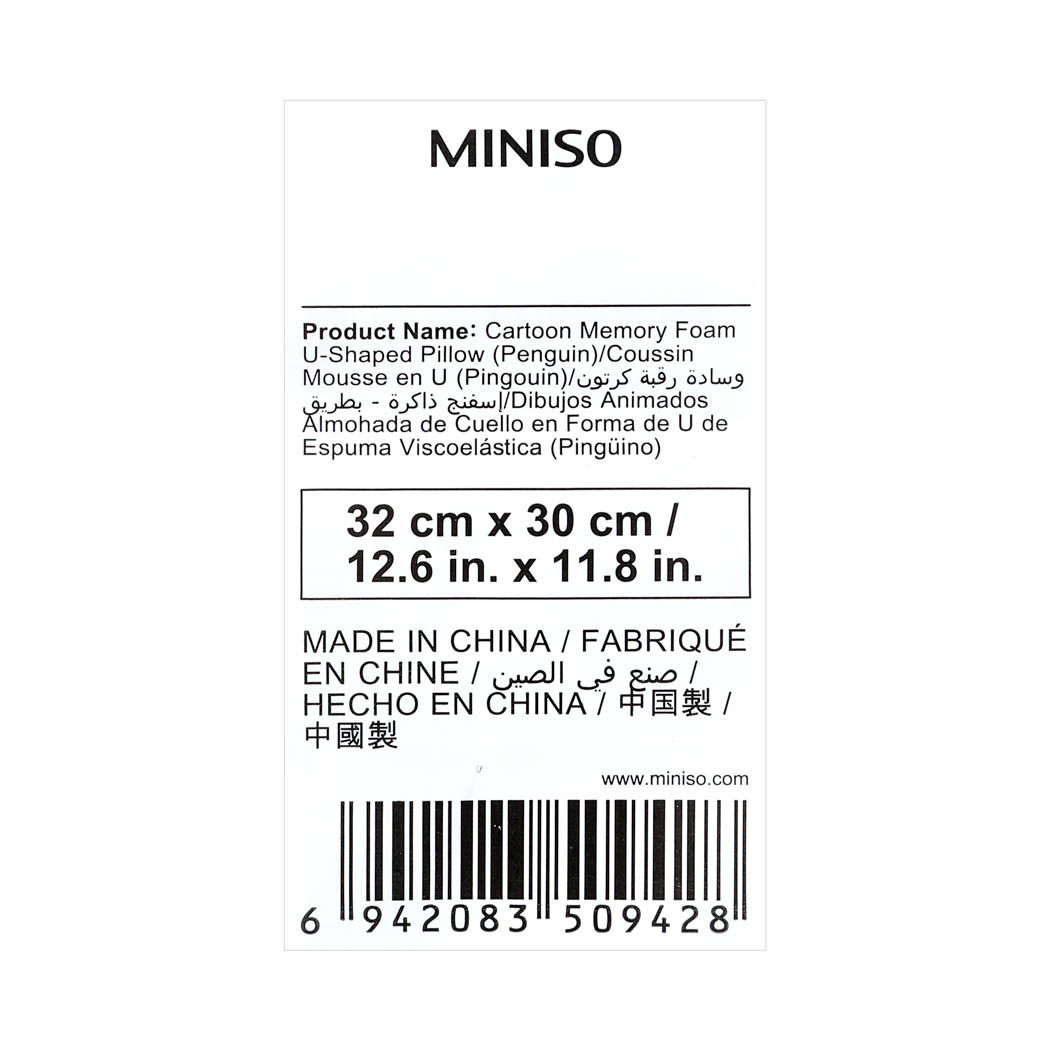 MINISO
Product Name: Cartoon Memory Foam
U-Shaped Pillow (Penguin)/Coussin
Mousse en U (Pingouin)/وسادة رقبة كرتون
إسفنج ذاكرة - بطريق/Dibujos Animados
Almohada de Cuello en Forma de U de
Espuma Viscoelástica (Pingüino)
32 cm x 30 cm /
12.6 in. x 11.8 in.
MADE IN CHINA / FABRIQUÉ
EN CHINE / صنع في الصين /
HECHO EN CHINA / 中国製 /
中國製
www.miniso.com
6 942083 509428